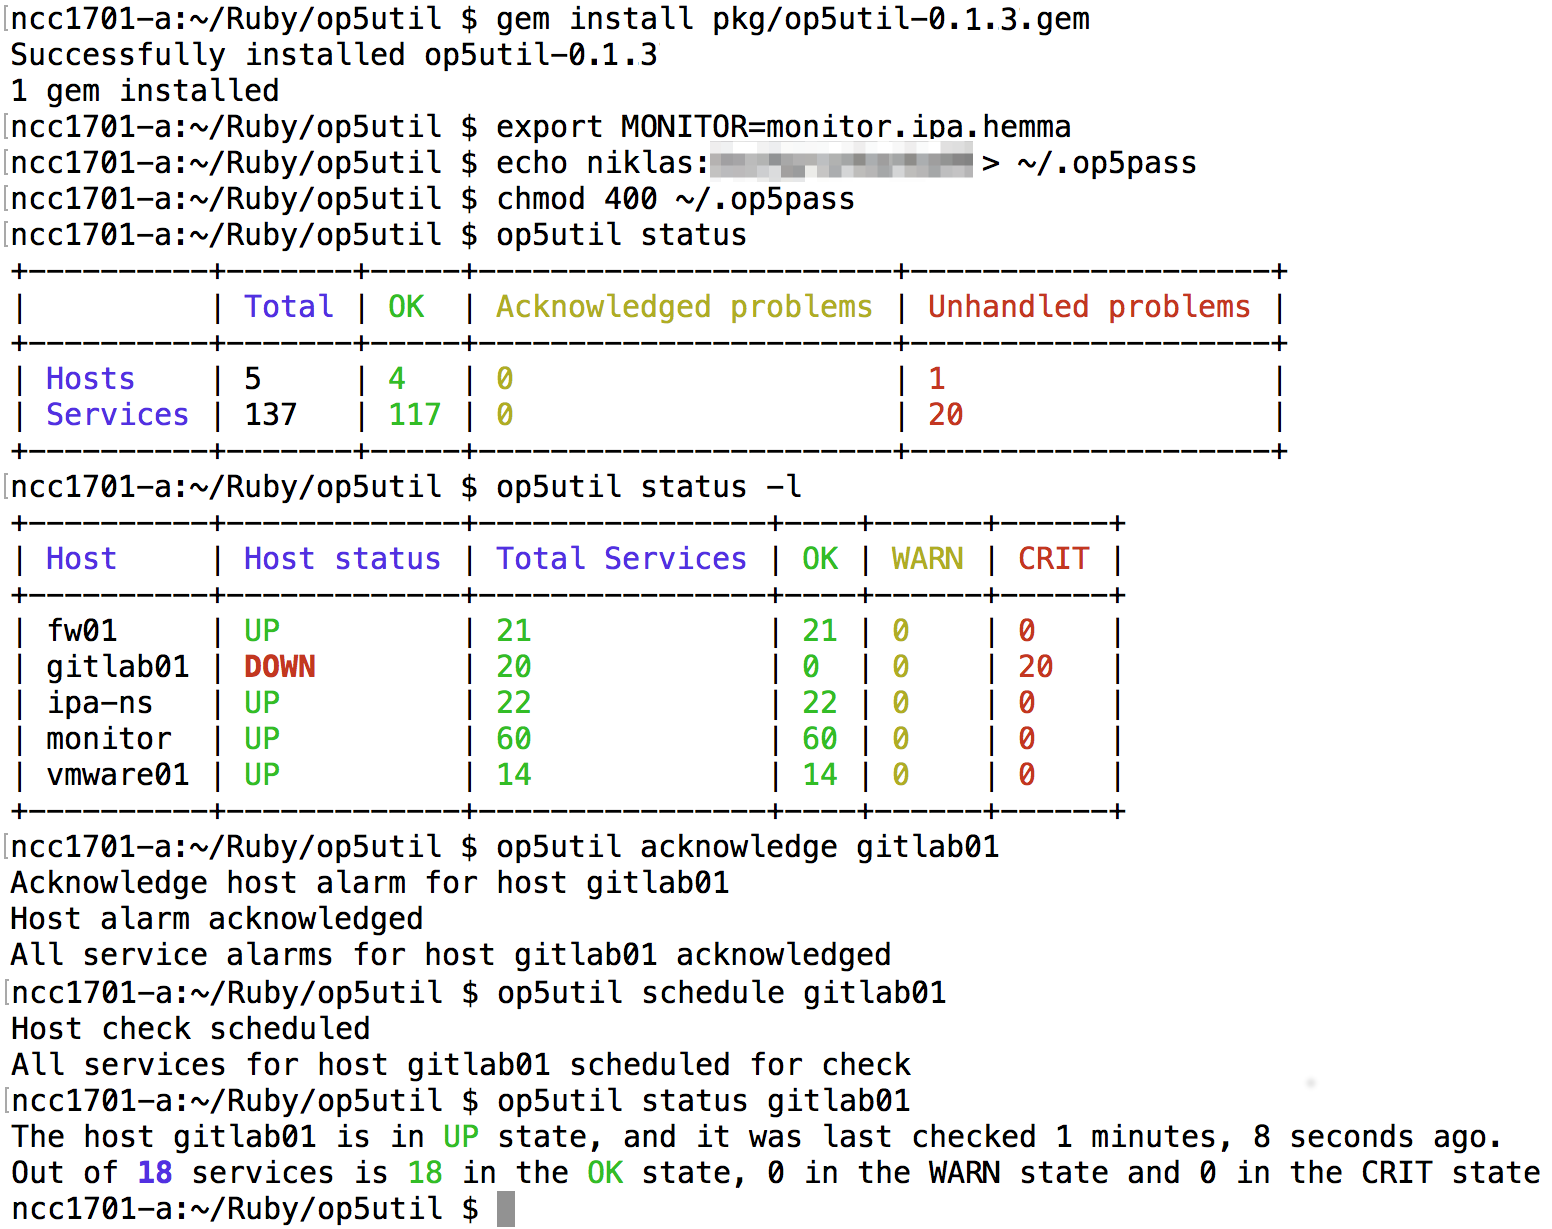 ncc1701-a:~/Ruby/op5util $ gem install pkg/op5util-0.1.3.gem
Successfully installed op5util-0.1.3
1 gem installed
ncc1701-a:~/Ruby/op5util $ export MONITOR=monitor.ipa.hemma
ncc1701-a:~/Ruby/op5util $ echo niklas: > ~/.op5pass
ncc1701-a:~/Ruby/op5util $ chmod 400 ~/.op5pass
ncc1701-a:~/Ruby/op5util $ op5util status
+----------+-------+-----+-----------------------+--------------------+
|          | Total | OK  | Acknowledged problems | Unhandled problems |
+----------+-------+-----+-----------------------+--------------------+
| Hosts    | 5     | 4   | 0                     | 1                  |
| Services | 137   | 117 | 0                     | 20                 |
+----------+-------+-----+-----------------------+--------------------+
ncc1701-a:~/Ruby/op5util $ op5util status -l
+----------+-------------+----------------+----+------+------+
| Host     | Host status | Total Services | OK | WARN | CRIT |
+----------+-------------+----------------+----+------+------+
| fw01     | UP          | 21             | 21 | 0    | 0    |
| gitlab01 | DOWN        | 20             | 0  | 0    | 20   |
| ipa-ns   | UP          | 22             | 22 | 0    | 0    |
| monitor  | UP          | 60             | 60 | 0    | 0    |
| vmware01 | UP          | 14             | 14 | 0    | 0    |
+----------+-------------+----------------+----+------+------+
ncc1701-a:~/Ruby/op5util $ op5util acknowledge gitlab01
Acknowledge host alarm for host gitlab01
Host alarm acknowledged
All service alarms for host gitlab01 acknowledged
ncc1701-a:~/Ruby/op5util $ op5util schedule gitlab01
Host check scheduled
All services for host gitlab01 scheduled for check
ncc1701-a:~/Ruby/op5util $ op5util status gitlab01
The host gitlab01 is in UP state, and it was last checked 1 minutes, 8 seconds ago.
Out of 18 services is 18 in the OK state, 0 in the WARN state and 0 in the CRIT state
ncc1701-a:~/Ruby/op5util $